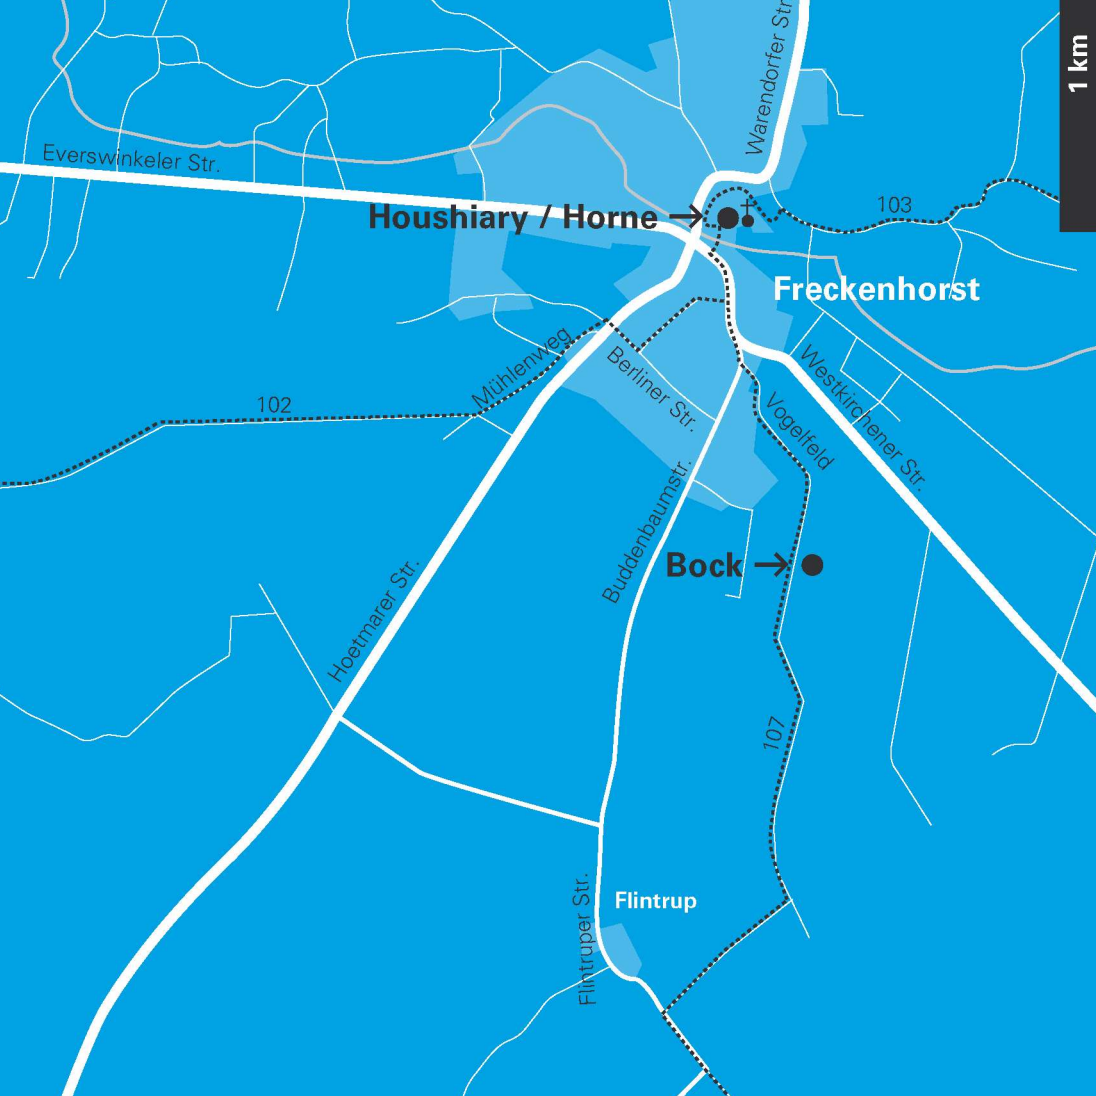 1 km
Warendorfer Str.
Everswinkeler Str.
Houshiary / Horne
103
Freckenhorst
Mühlenweg
Berliner Str.
Westkirchener Str.
Vogelfeld
102
Buddenbaumstr.
Bock
Hoetmarer Str.
107
Flintrup
Flintruper Str.